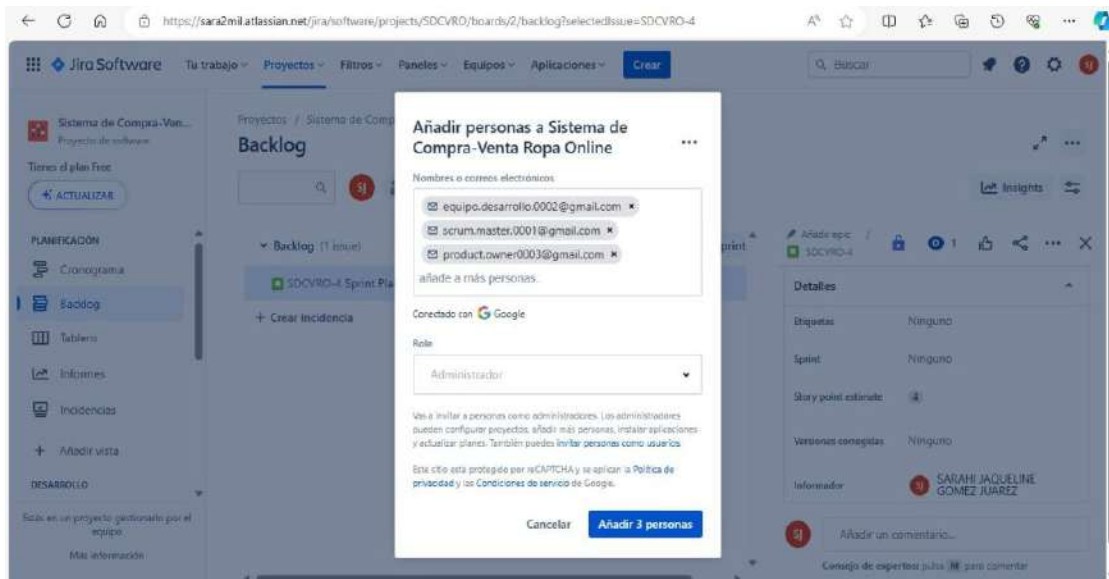 https://sara2mil.atlassian.net/jira/software/projects/SDCVRO/boards/2/backlog?selectedIssue=SDCVRO-4
Jira Software Tu trabajo Proyectos Filtros Paneles Equipos Aplicaciones Crear Buscar SJ
Sistema de Compra-Ven...
Proyecto de software
Tienes el plan Free
ACTUALIZAR
PLANIFICACIÓN
Cronograma
Backlog
Tablero
Informes
Incidencias
+ Añadir vista
DESARROLLO
Estás en un proyecto gestionado por el
equipo
Más información
Proyectos / Sistema de Comp
Backlog
SJ
Insights
Backlog (1 issue)
print
SDCVRO-4 Sprint Pla
+ Crear incidencia
Añadir personas a Sistema de
Compra-Venta Ropa Online
Nombres o correos electrónicos
equipo.desarrollo.0002@gmail.com ×
scrum.master.0001@gmail.com ×
product.owner0003@gmail.com ×
añade a más personas...
Conectado con Google
Role
Administrador
Vas a invitar a personas como administradores. Los administradores
pueden configurar proyectos, añadir más personas, instalar aplicaciones
y actualizar planes. También puedes invitar personas como usuarios
Este sitio está protegido por reCAPTCHA y se aplican la Política de
privacidad y las Condiciones de servicio de Google.
Cancelar Añadir 3 personas
Añadir epic /
SDCVRO-4
1
Detalles
Etiquetas Ninguno
Sprint Ninguno
Story point estimate 4
Versiones corregidas Ninguno
Informador SJ SARAHI JAQUELINE
GOMEZ JUAREZ
SJ Añadir un comentario...
Consejo de expertos: pulsa M para comentar